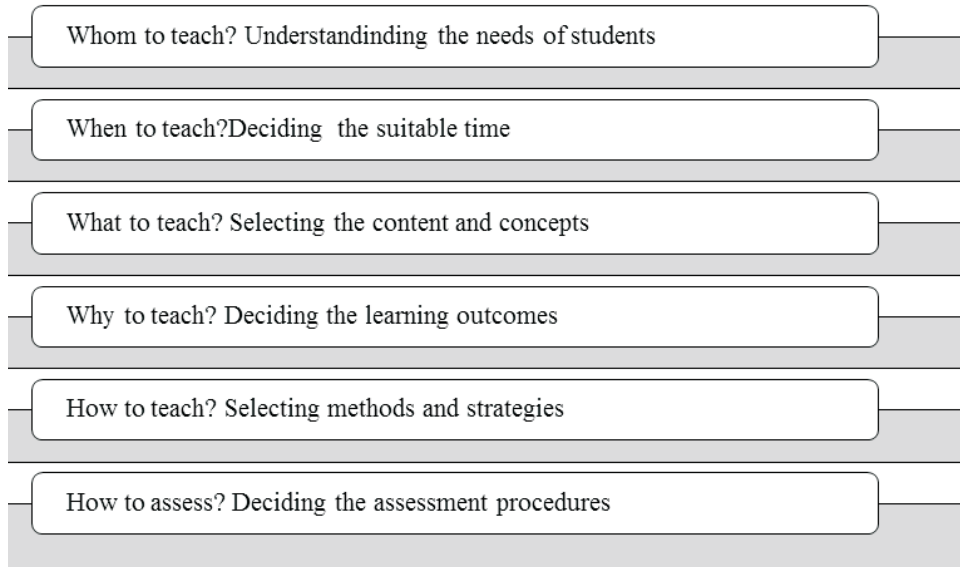 Whom to teach? Understandinding the needs of students
When to teach?Deciding the suitable time
What to teach? Selecting the content and concepts
Why to teach? Deciding the learning outcomes
How to teach? Selecting methods and strategies
How to assess? Deciding the assessment procedures